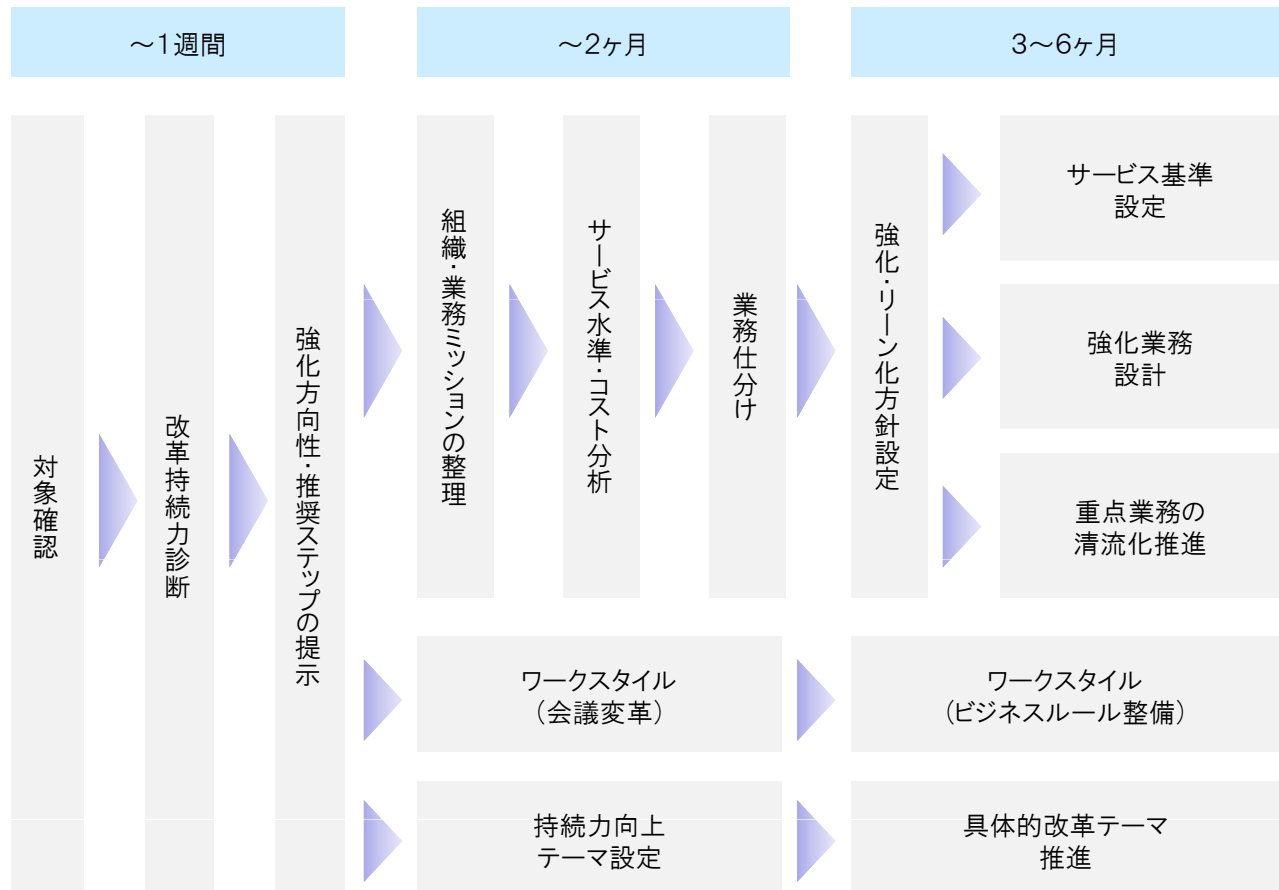 ～1週間
～2ヶ月
3～6ヶ月
対象確認
改革持続力診断
強化方向性・推奨ステップの提示
組織・業務ミッションの整理
サービス水準・コスト分析
業務仕分け
強化・リーン化方針設定
サービス基準
設定
強化業務
設計
重点業務の
清流化推進
ワークスタイル
（会議変革）
ワークスタイル
（ビジネスルール整備）
持続力向上
テーマ設定
具体的改革テーマ
推進